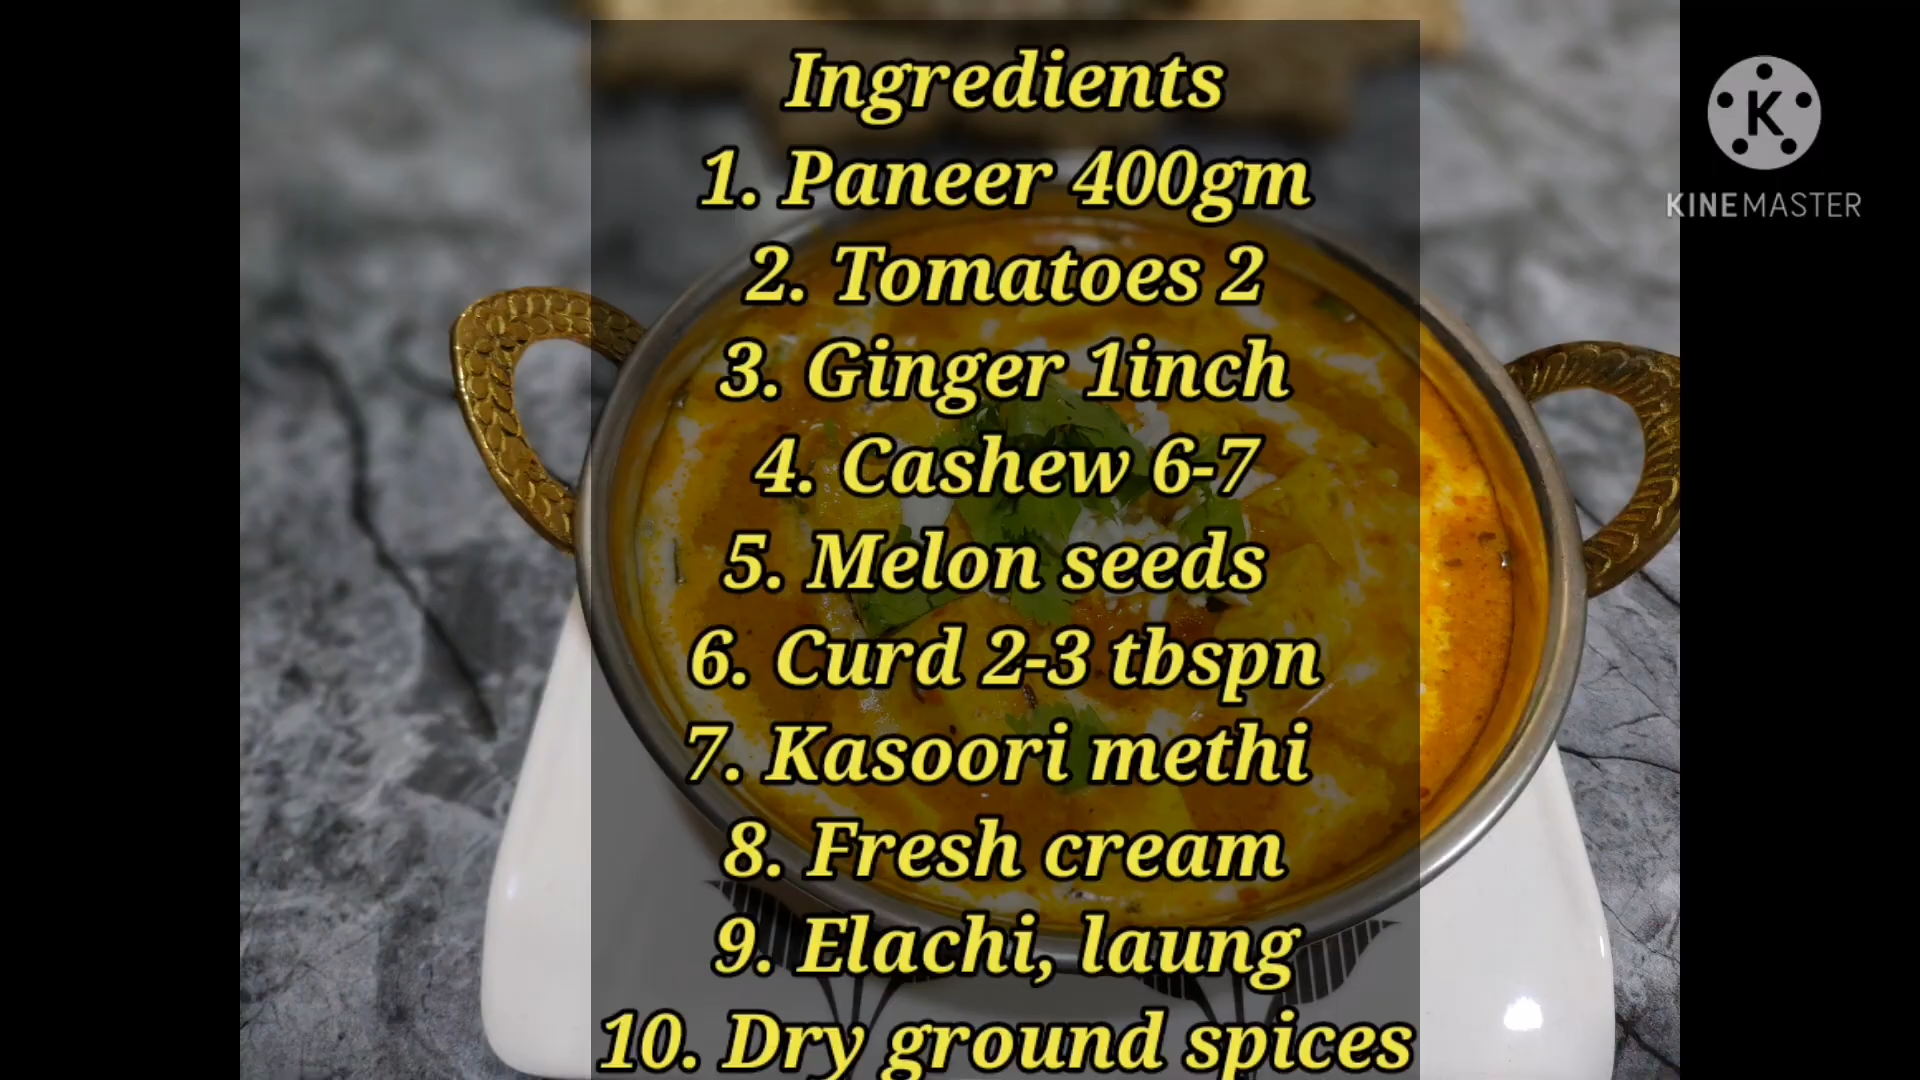 Ingredients
1. Paneer 400gm
2. Tomatoes 2
3. Ginger 1inch
4. Cashew 6-7
5. Melon seeds
6. Curd 2-3 tbspn
7. Kasoori methi
8. Fresh cream
9. Elachi, laung
10. Dry ground spices
K
KINEMASTER